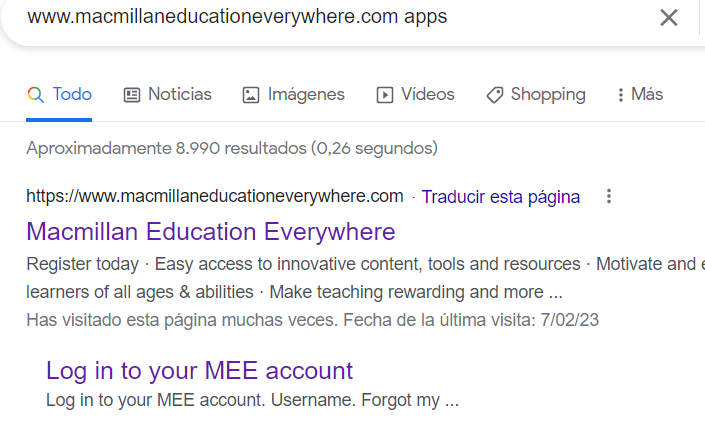 www.macmillaneducationeverywhere.com apps
Todo Noticias Imágenes Vídeos Shopping Más
Aproximadamente 8.990 resultados (0,26 segundos)
https://www.macmillaneducationeverywhere.com · Traducir esta página
Macmillan Education Everywhere
Register today · Easy access to innovative content, tools and resources · Motivate and e
learners of all ages & abilities · Make teaching rewarding and more ...
Has visitado esta página muchas veces. Fecha de la última visita: 7/02/23
Log in to your MEE account
Log in to your MEE account. Username. Forgot my ...